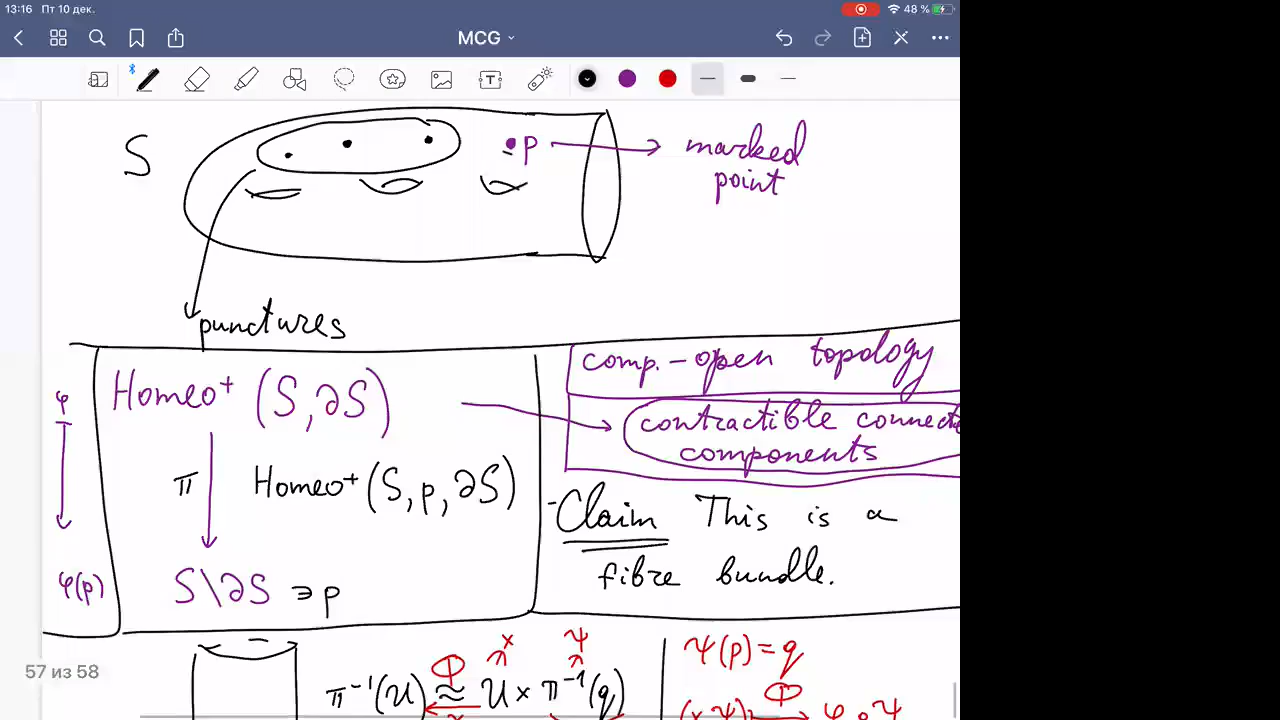 13:16 Пт 10 дек.
48 %
MCG
T
S
p
marked
point
punctures
Homeo⁺ (S, ∂S)
comp.-open topology
contractible connect
components
φ
π
Homeo⁺ (S, p, ∂S)
Claim This is a
fibre bundle.
φ(p)
S\∂S ∋ p
57 из 58
π⁻¹(U) ≈ U × π⁻¹(q)
Φ
x
ψ
ψ(p) = q
(x, ψ)
Φ